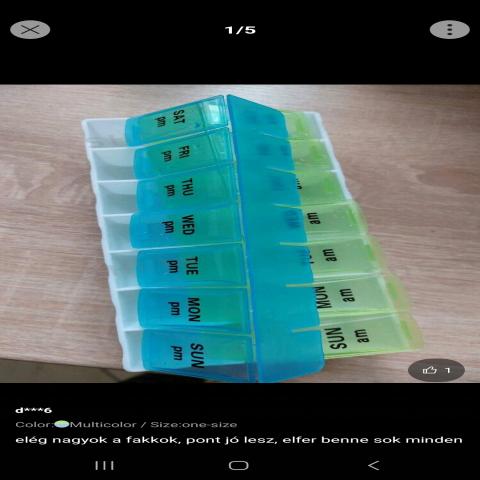 1/5
SAT
pm
FRI
pm
THU
pm
WED
pm
am
TUE
pm
am
MON
pm
MON
am
SUN
pm
SUN
am
1
d***6
Color: Multicolor / Size:one-size
elég nagyok a fakkok, pont jó lesz, elfer benne sok minden